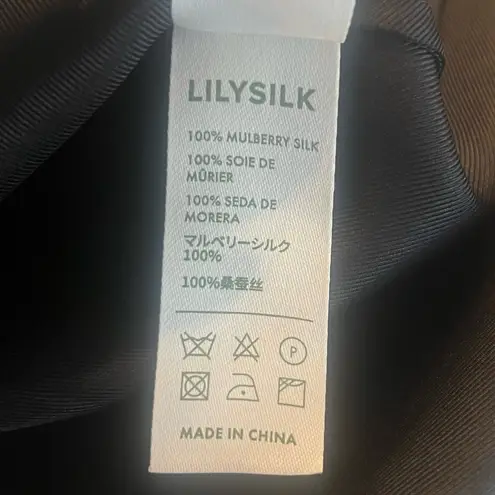 LILYSILK
100% MULBERRY SILK
100% SOIE DE
MÛRIER
100% SEDA DE
MORERA
マルベリーシルク
100%
100%桑蚕丝
P
MADE IN CHINA